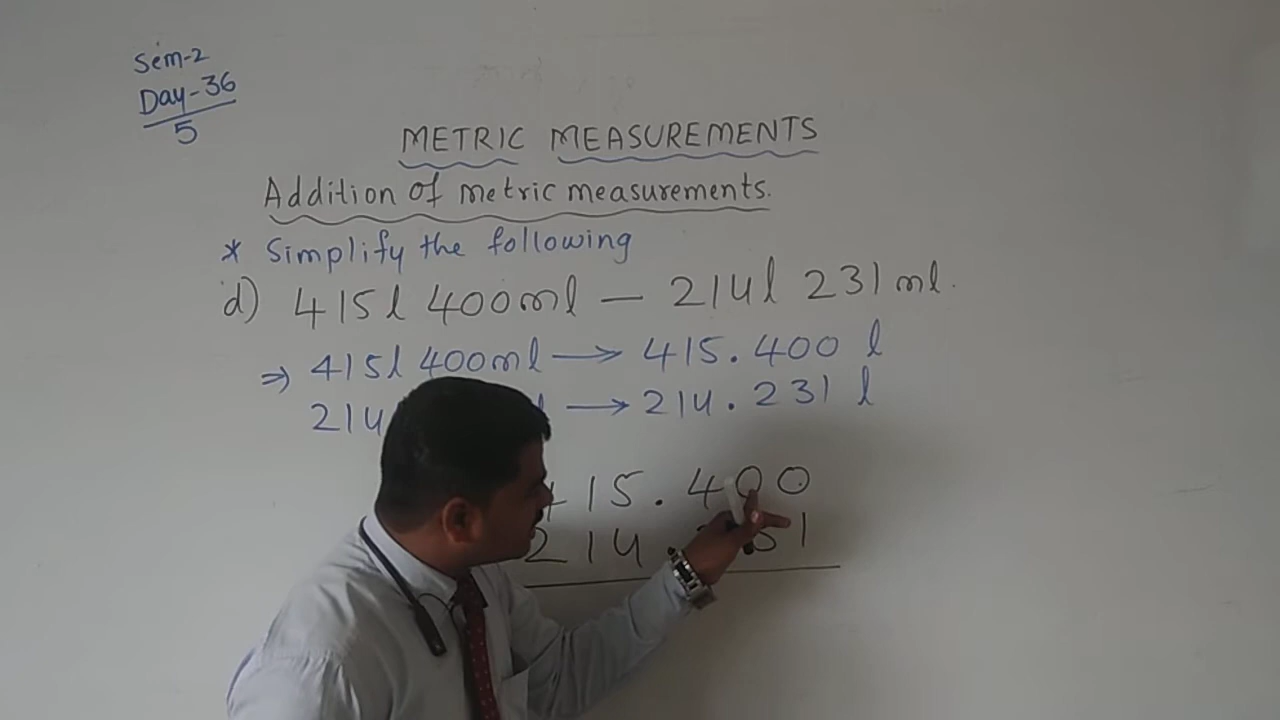 Sem-2
Day-36
5
METRIC MEASUREMENTS
Addition of metric measurements.
* Simplify the following
d) 415l 400ml — 214l 231ml.
⇒ 415l 400ml → 415.400 l
214 l → 214.231 l
415.400
214. 31